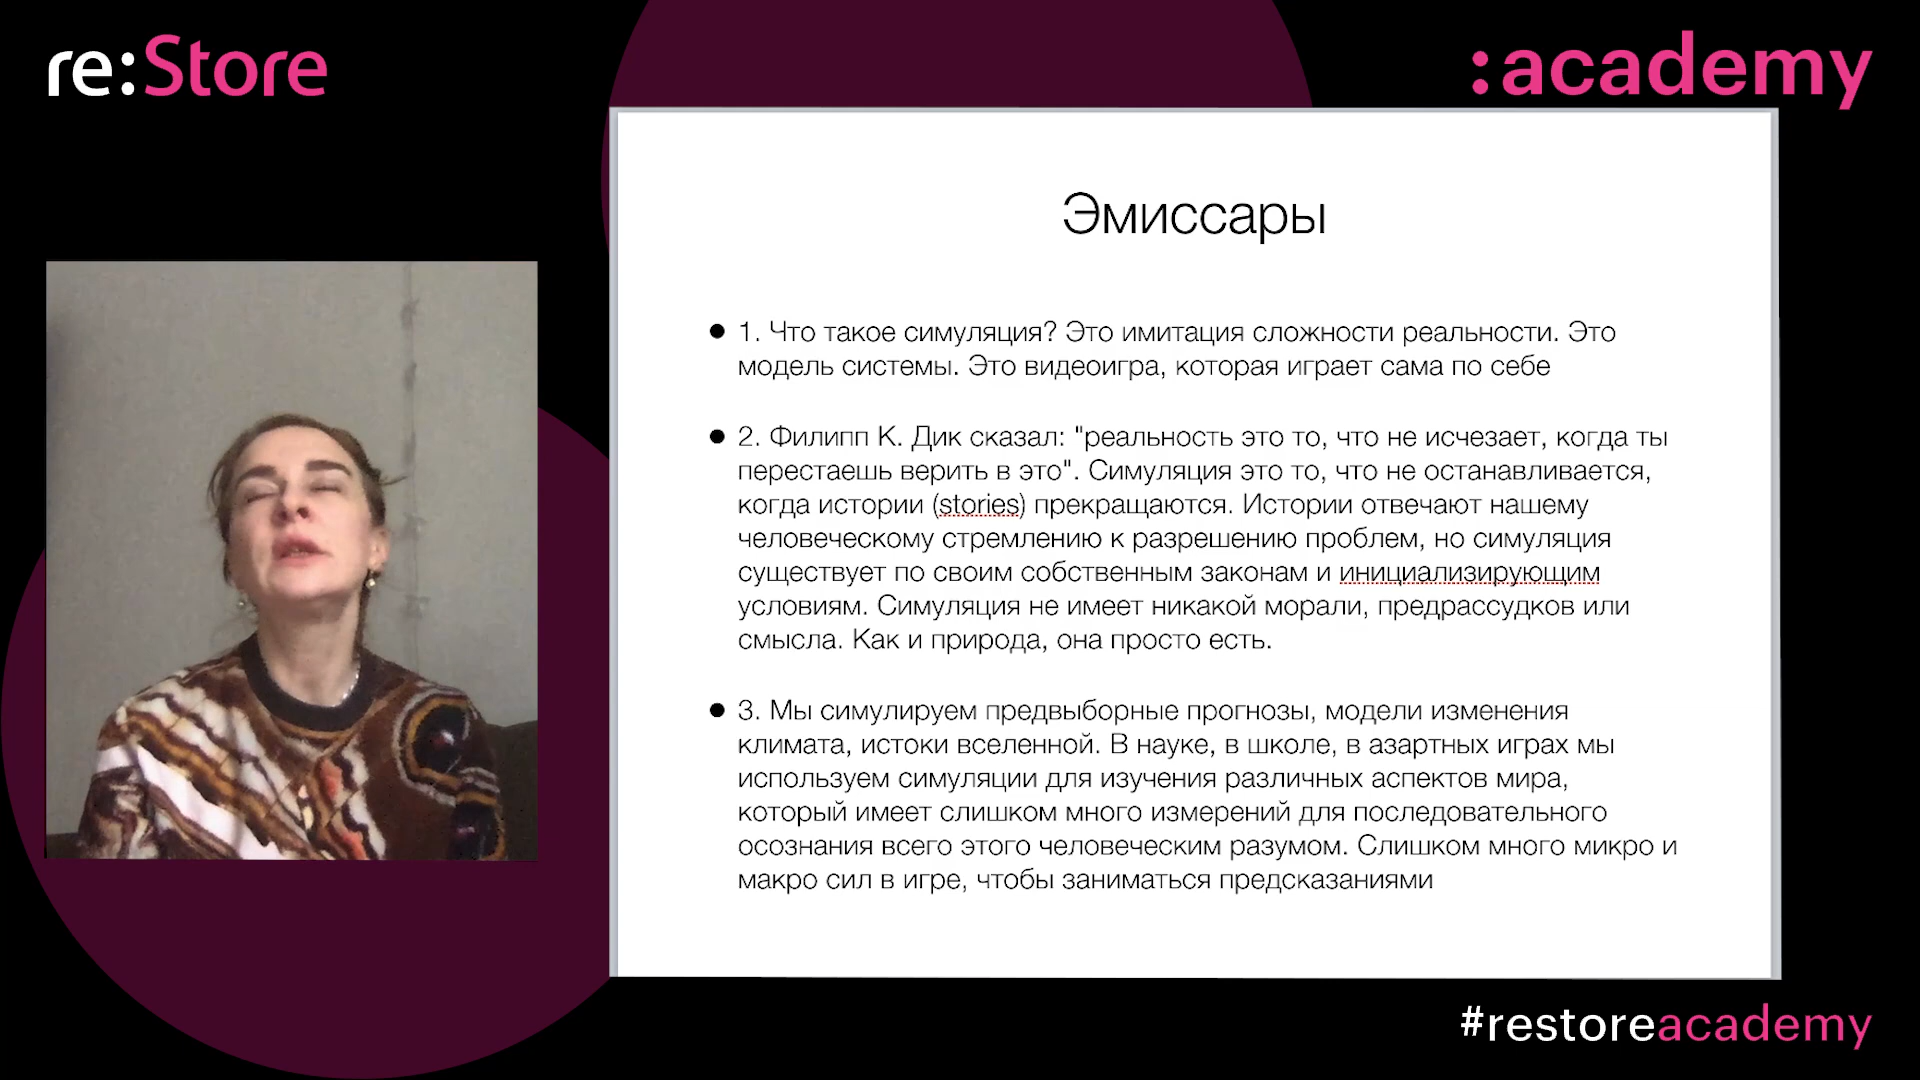 re:Store
:academy
Эмиссары
● 1. Что такое симуляция? Это имитация сложности реальности. Это
модель системы. Это видеоигра, которая играет сама по себе
● 2. Филипп К. Дик сказал: "реальность это то, что не исчезает, когда ты
перестаешь верить в это". Симуляция это то, что не останавливается,
когда истории (stories) прекращаются. Истории отвечают нашему
человеческому стремлению к разрешению проблем, но симуляция
существует по своим собственным законам и инициализирующим
условиям. Симуляция не имеет никакой морали, предрассудков или
смысла. Как и природа, она просто есть.
● 3. Мы симулируем предвыборные прогнозы, модели изменения
климата, истоки вселенной. В науке, в школе, в азартных играх мы
используем симуляции для изучения различных аспектов мира,
который имеет слишком много измерений для последовательного
осознания всего этого человеческим разумом. Слишком много микро и
макро сил в игре, чтобы заниматься предсказаниями
#restoreacademy